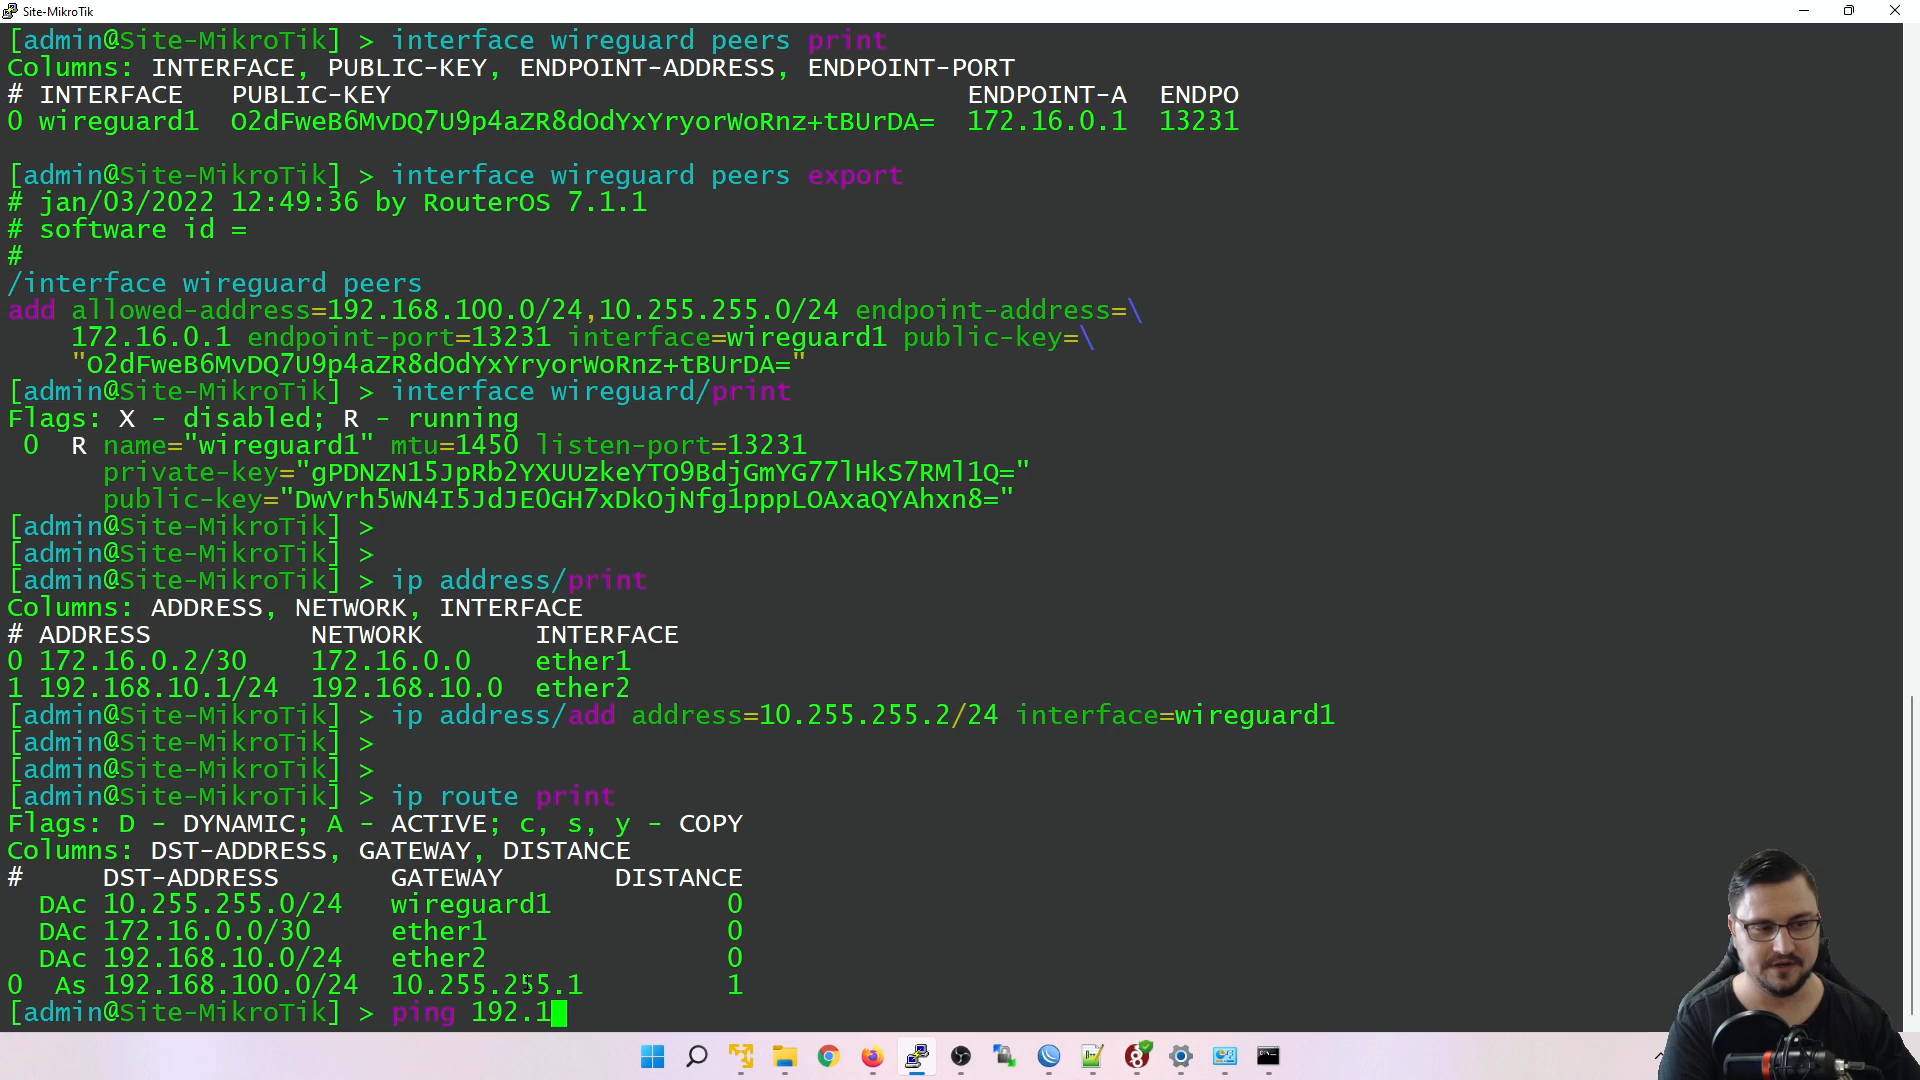 Site-MikroTik
[admin@Site-MikroTik] > interface wireguard peers print
Columns: INTERFACE, PUBLIC-KEY, ENDPOINT-ADDRESS, ENDPOINT-PORT
# INTERFACE PUBLIC-KEY ENDPOINT-A ENDPO
0 wireguard1 O2dFweB6MvDQ7U9p4aZR8dOdYxYryorWoRnz+tBUrDA= 172.16.0.1 13231
[admin@Site-MikroTik] > interface wireguard peers export
# jan/03/2022 12:49:36 by RouterOS 7.1.1
# software id =
#
/interface wireguard peers
add allowed-address=192.168.100.0/24,10.255.255.0/24 endpoint-address=\
172.16.0.1 endpoint-port=13231 interface=wireguard1 public-key=\
"O2dFweB6MvDQ7U9p4aZR8dOdYxYryorWoRnz+tBUrDA="
[admin@Site-MikroTik] > interface wireguard/print
Flags: X - disabled; R - running
0 R name="wireguard1" mtu=1450 listen-port=13231
private-key="gPDNZN15JpRb2YXUUzkeYTO9BdjGmYG77lHkS7RMl1Q="
public-key="DwVrh5WN4I5JdJE0GH7xDkOjNfg1pppLOAxaQYAhxn8="
[admin@Site-MikroTik] >
[admin@Site-MikroTik] >
[admin@Site-MikroTik] > ip address/print
Columns: ADDRESS, NETWORK, INTERFACE
# ADDRESS NETWORK INTERFACE
0 172.16.0.2/30 172.16.0.0 ether1
1 192.168.10.1/24 192.168.10.0 ether2
[admin@Site-MikroTik] > ip address/add address=10.255.255.2/24 interface=wireguard1
[admin@Site-MikroTik] >
[admin@Site-MikroTik] >
[admin@Site-MikroTik] > ip route print
Flags: D - DYNAMIC; A - ACTIVE; c, s, y - COPY
Columns: DST-ADDRESS, GATEWAY, DISTANCE
# DST-ADDRESS GATEWAY DISTANCE
DAc 10.255.255.0/24 wireguard1 0
DAc 172.16.0.0/30 ether1 0
DAc 192.168.10.0/24 ether2 0
0 As 192.168.100.0/24 10.255.255.1 1
[admin@Site-MikroTik] > ping 192.1